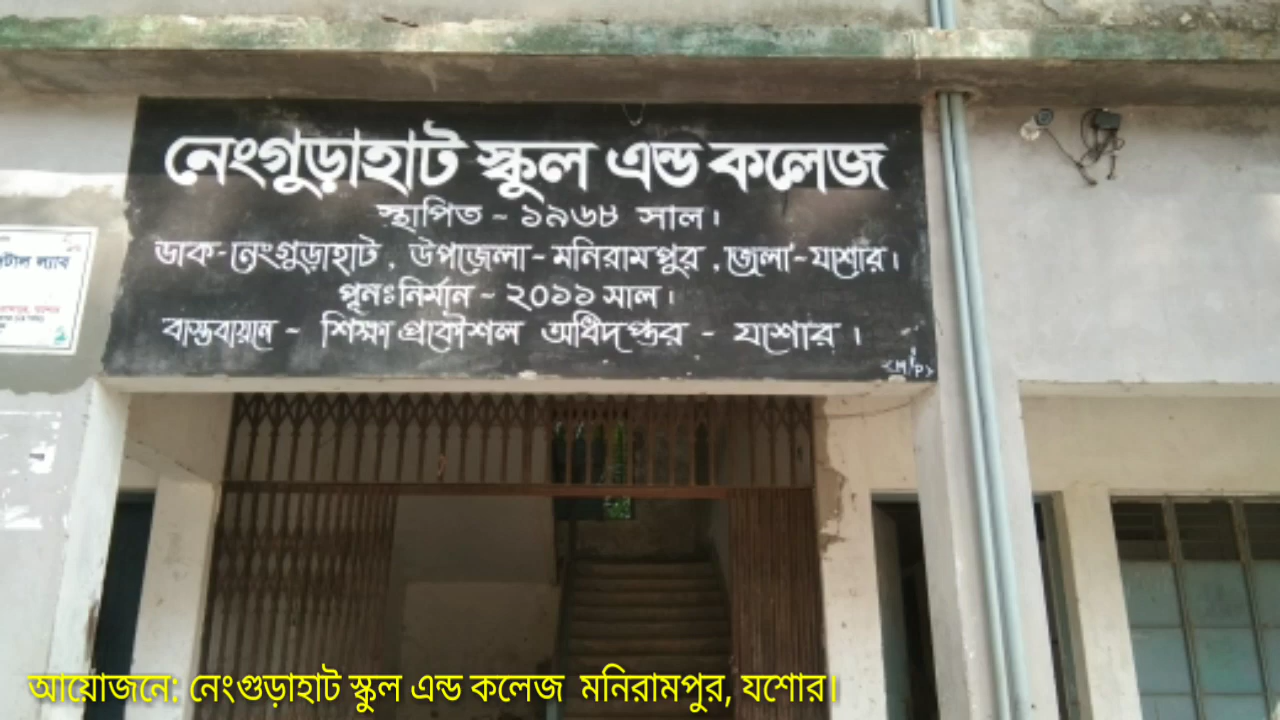 নেংগুড়াহাট স্কুল এন্ড কলেজ
স্থাপিত - ১৯৬৮ সাল।
ডাক-নেংগুড়াহাট , উপজেলা - মনিরামপুর , জেলা - যশোর।
পুনঃনির্মান - ২০১১ সাল।
বাস্তবায়নে - শিক্ষা প্রকৌশল অধিদপ্তর - যশোর।
ল্যাব
আয়োজনে: নেংগুড়াহাট স্কুল এন্ড কলেজ মনিরামপুর, যশোর।